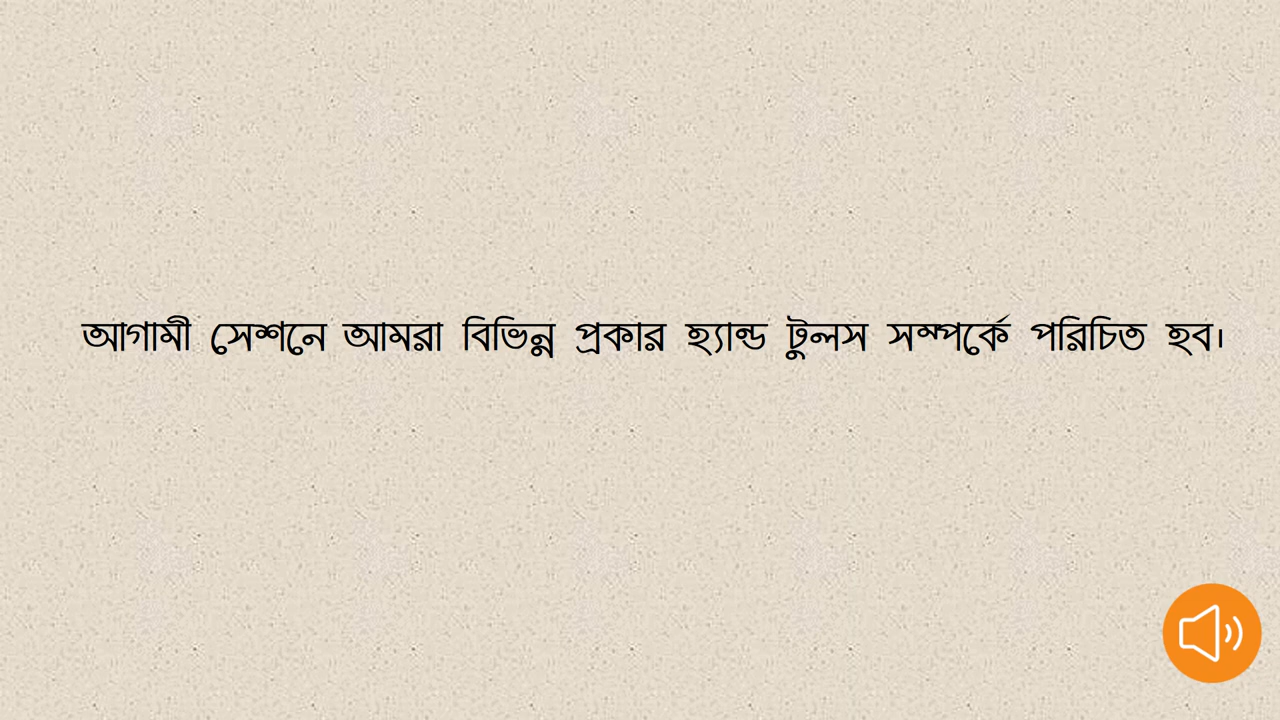 আগামী সেশনে আমরা বিভিন্ন প্রকার হ্যান্ড টুলস সম্পর্কে পরিচিত হব।